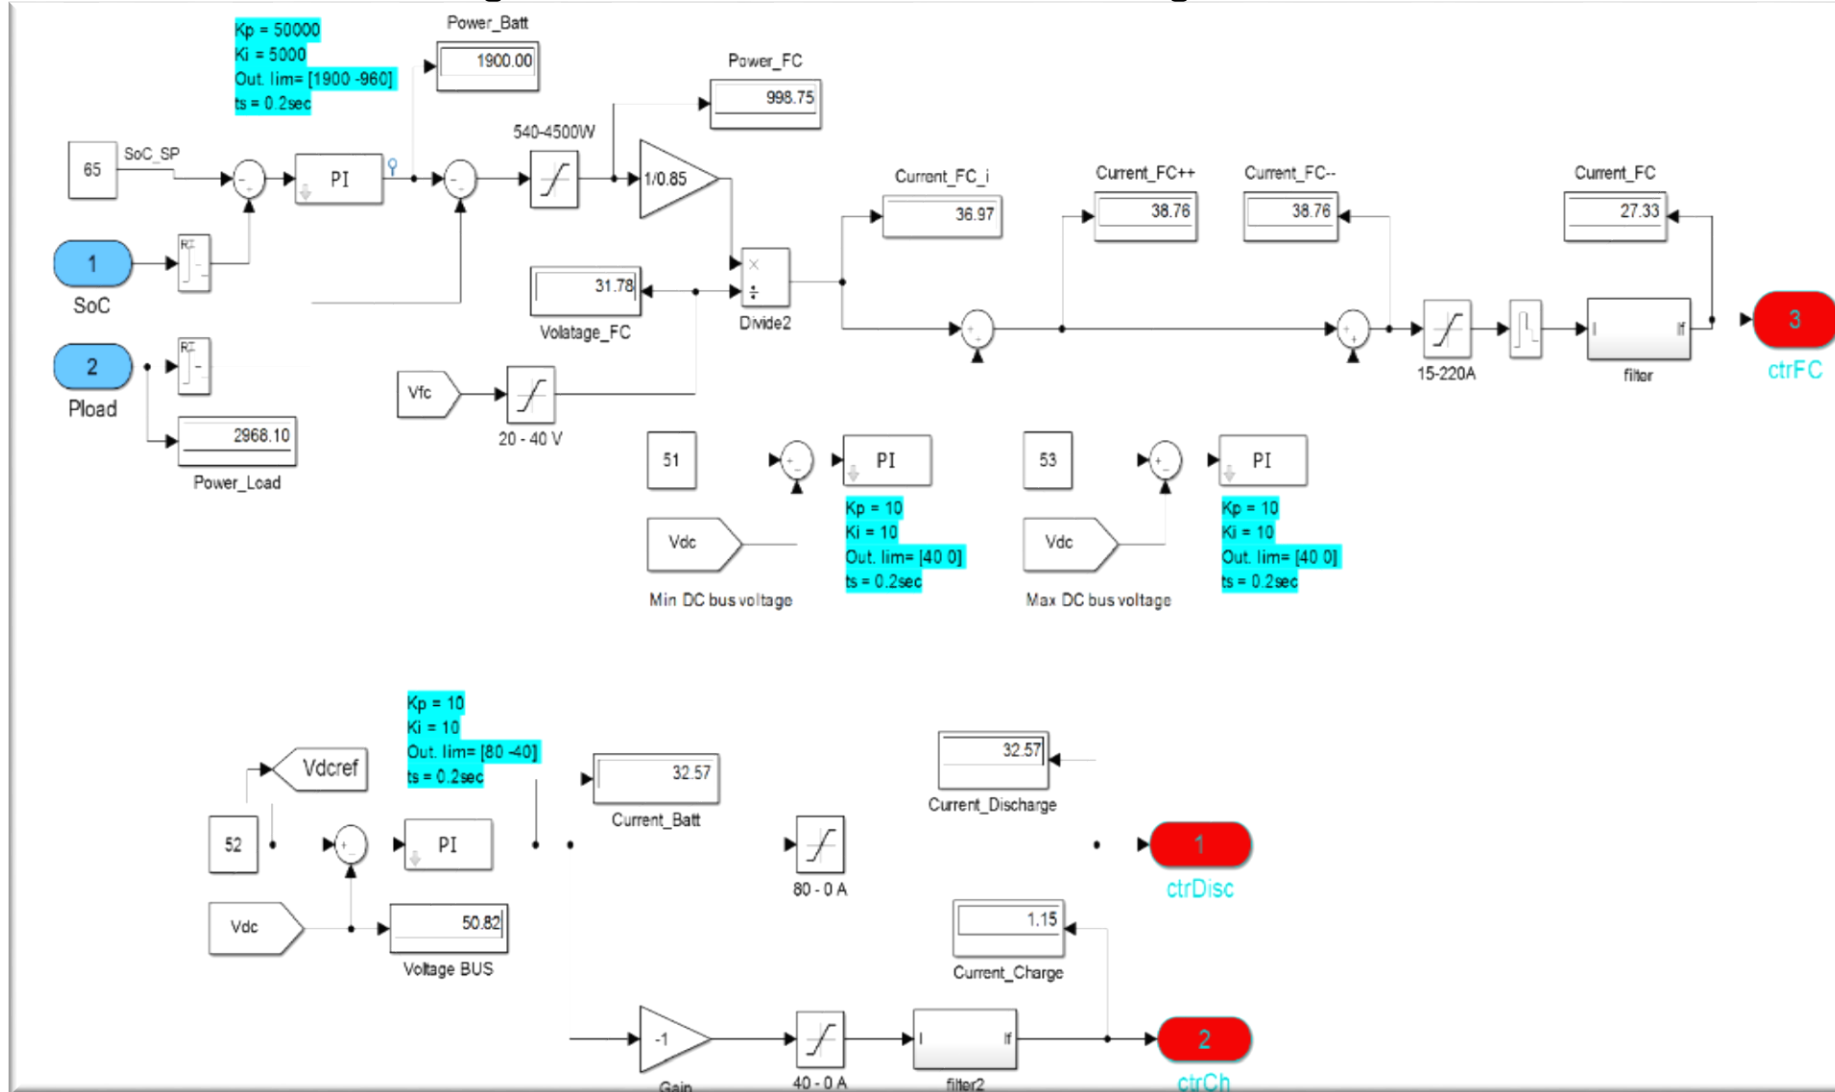 Kp = 50000
Ki = 5000
Out. lim= [1900 -960]
ts = 0.2sec
Power_Batt
1900.00
Power_FC
998.75
540-4500W
65
SoC_SP
PI
1/0.85
Current_FC_i
36.97
Current_FC++
38.76
Current_FC--
38.76
Current_FC
27.33
1
SoC
RT
31.78
Volatage_FC
×
÷
Divide2
15-220A
I
If
filter
3
ctrFC
2
Pload
RT
2968.10
Power_Load
Vfc
20 - 40 V
51
PI
Kp = 10
Ki = 10
Out. lim= [40 0]
ts = 0.2sec
Vdc
Min DC bus voltage
53
PI
Kp = 10
Ki = 10
Out. lim= [40 0]
ts = 0.2sec
Vdc
Max DC bus voltage
Kp = 10
Ki = 10
Out. lim= [80 -40]
ts = 0.2sec
Vdcref
52
PI
32.57
Current_Batt
80 - 0 A
32.57
Current_Discharge
1
ctrDisc
Vdc
50.82
Voltage BUS
1.15
Current_Charge
-1
Gain
40 - 0 A
I
If
filter2
2
ctrCh